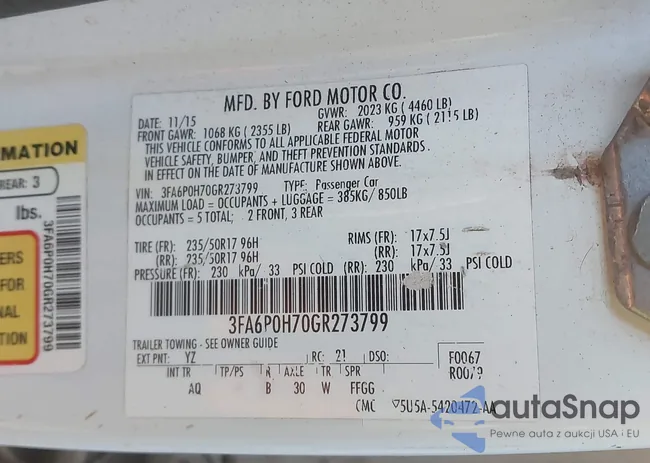 MFD. BY FORD MOTOR CO.
DATE: 11/15 GVWR: 2023 KG ( 4460 LB)
FRONT GAWR: 1068 KG ( 2355 LB) REAR GAWR: 959 KG ( 2115 LB)
THIS VEHICLE CONFORMS TO ALL APPLICABLE FEDERAL MOTOR
VEHICLE SAFETY, BUMPER, AND THEFT PREVENTION STANDARDS
IN EFFECT ON THE DATE OF MANUFACTURE SHOWN ABOVE.
VIN: 3FA6P0H70GR273799 TYPE: Passenger Car
MAXIMUM LOAD = OCCUPANTS + LUGGAGE = 385KG/ 850LB
OCCUPANTS = 5 TOTAL; 2 FRONT, 3 REAR
TIRE (FR): 235/50R17 96H RIMS (FR): 17x7.5J
(RR): 235/50R17 96H (RR): 17x7.5J
PRESSURE (FR): 230 kPa/ 33 PSI COLD (RR): 230 kPa/ 33 PSI COLD
3FA6P0H70GR273799
TRAILER TOWING - SEE OWNER GUIDE
EXT PNT: YZ RC: 21 DSO: F0067
INT TR TP/PS R AXLE TR SPR R0079
AQ B 30 W FFGG
CMC ▽5U5A-5420472-AA
MATION
REAR: 3
lbs.
ERS
FOR
NAL
TION
3FA6P0H70GR273799
autaSnap
Pewne auta z aukcji USA i EU